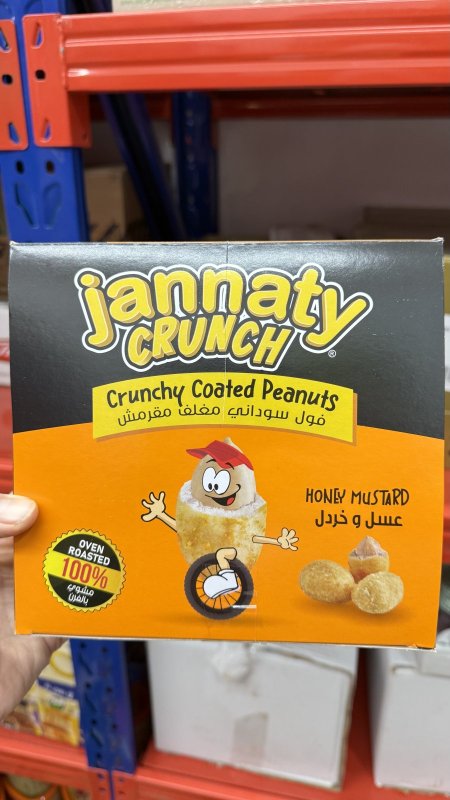 jannaty
CRUNCH
®
Crunchy Coated Peanuts
فول سوداني مغلف مقرمش
HONEY MUSTARD
عسل و خردل
OVEN
ROASTED
100%
مشوي
بالفرن